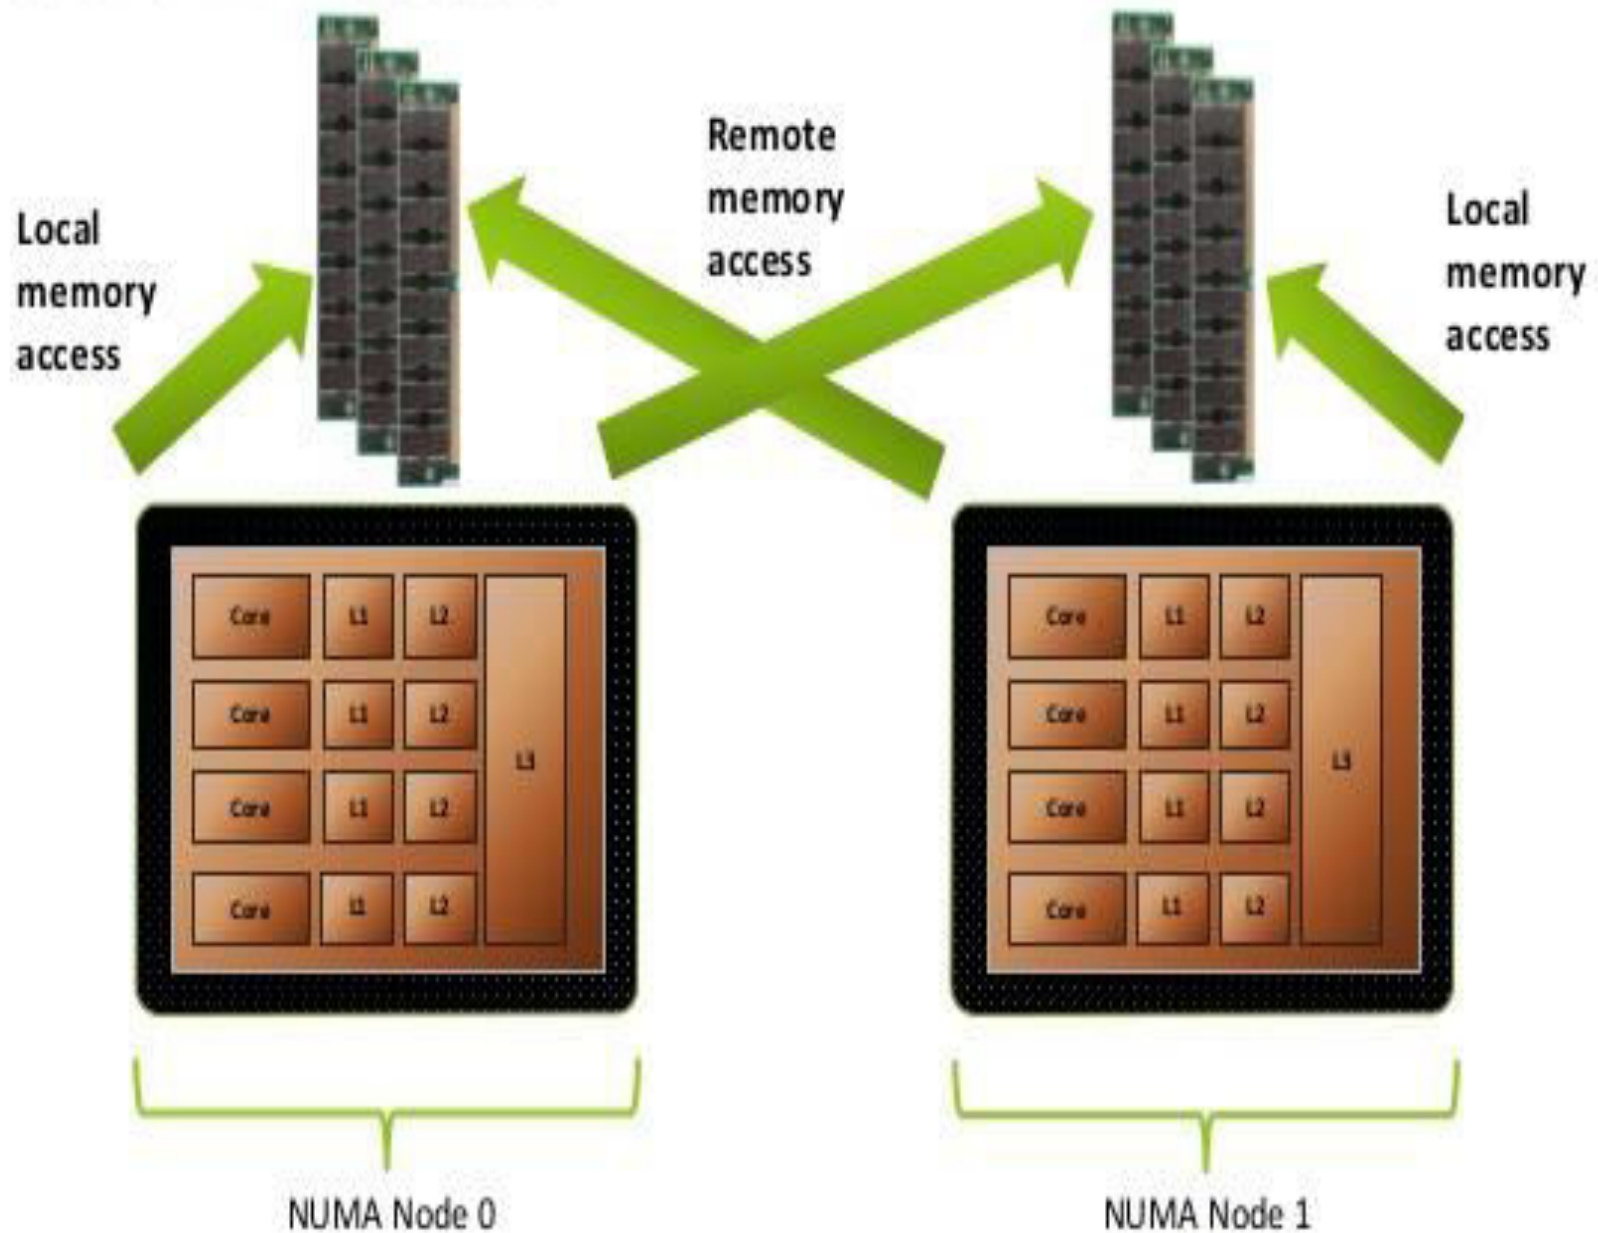 Remote
memory
access
Local
memory
access
Local
memory
access
Core L1 L2
Core L1 L2
L3
Core L1 L2
Core L1 L2
Core L1 L2
Core L1 L2
L3
Core L1 L2
Core L1 L2
NUMA Node 0
NUMA Node 1